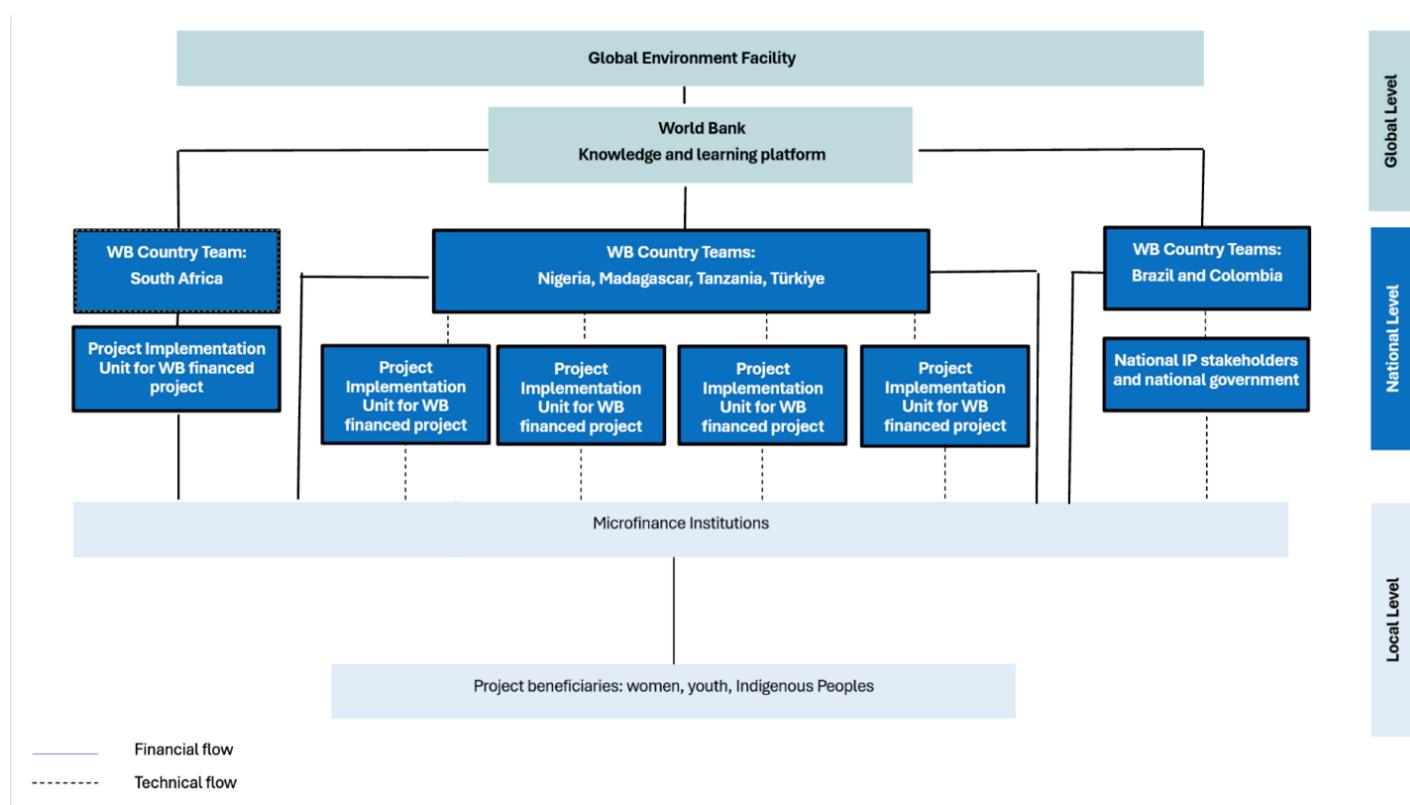 Global Environment Facility
Global Level
World Bank
Knowledge and learning platform
WB Country Team:
South Africa
WB Country Teams:
Nigeria, Madagascar, Tanzania, Türkiye
WB Country Teams:
Brazil and Colombia
National Level
Project Implementation
Unit for WB financed
project
Project
Implementation
Unit for WB
financed project
Project
Implementation
Unit for WB
financed project
Project
Implementation
Unit for WB
financed project
Project
Implementation
Unit for WB
financed project
National IP stakeholders
and national government
Microfinance Institutions
Local Level
Project beneficiaries: women, youth, Indigenous Peoples
Financial flow
Technical flow